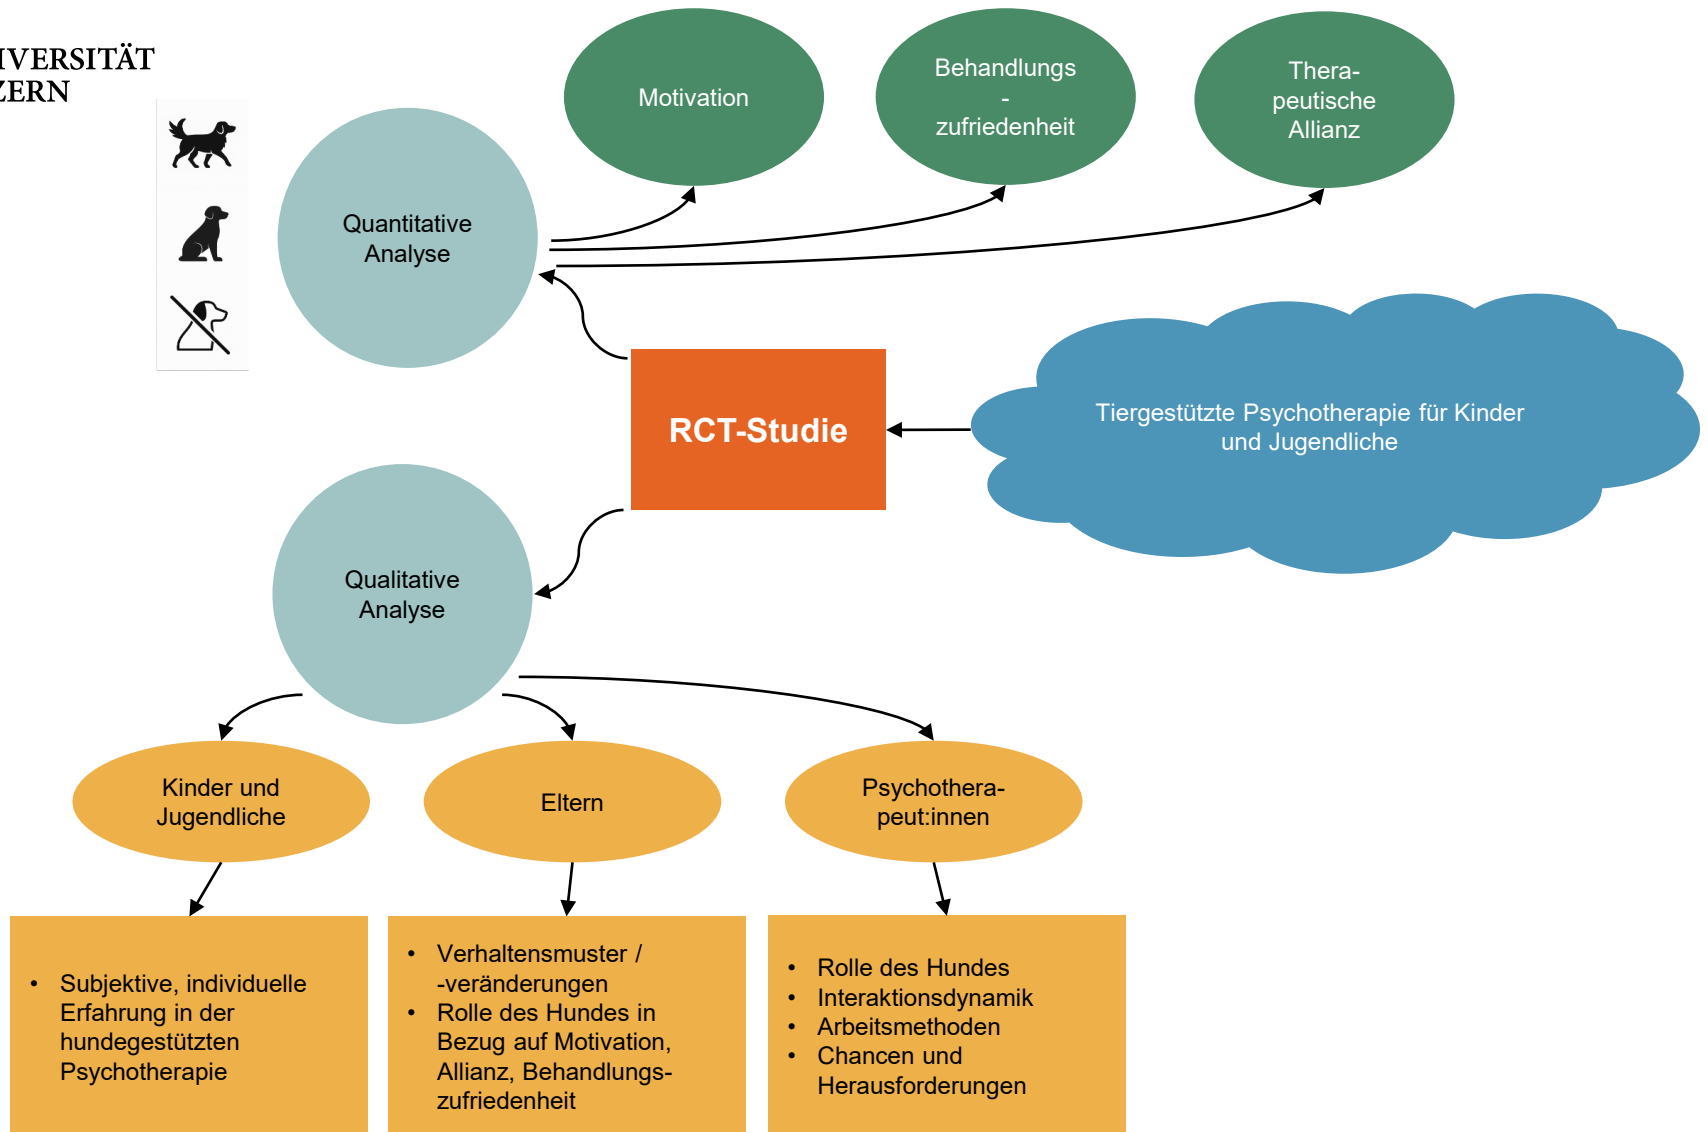 IVERSITÄT
ZERN
Motivation
Behandlungs
-
zufriedenheit
Thera-
peutische
Allianz
Quantitative
Analyse
RCT-Studie
Tiergestützte Psychotherapie für Kinder
und Jugendliche
Qualitative
Analyse
Kinder und
Jugendliche
Eltern
Psychothera-
peut:innen
• Subjektive, individuelle
Erfahrung in der
hundegestützten
Psychotherapie
• Verhaltensmuster /
-veränderungen
• Rolle des Hundes in
Bezug auf Motivation,
Allianz, Behandlungs-
zufriedenheit
• Rolle des Hundes
• Interaktionsdynamik
• Arbeitsmethoden
• Chancen und
Herausforderungen